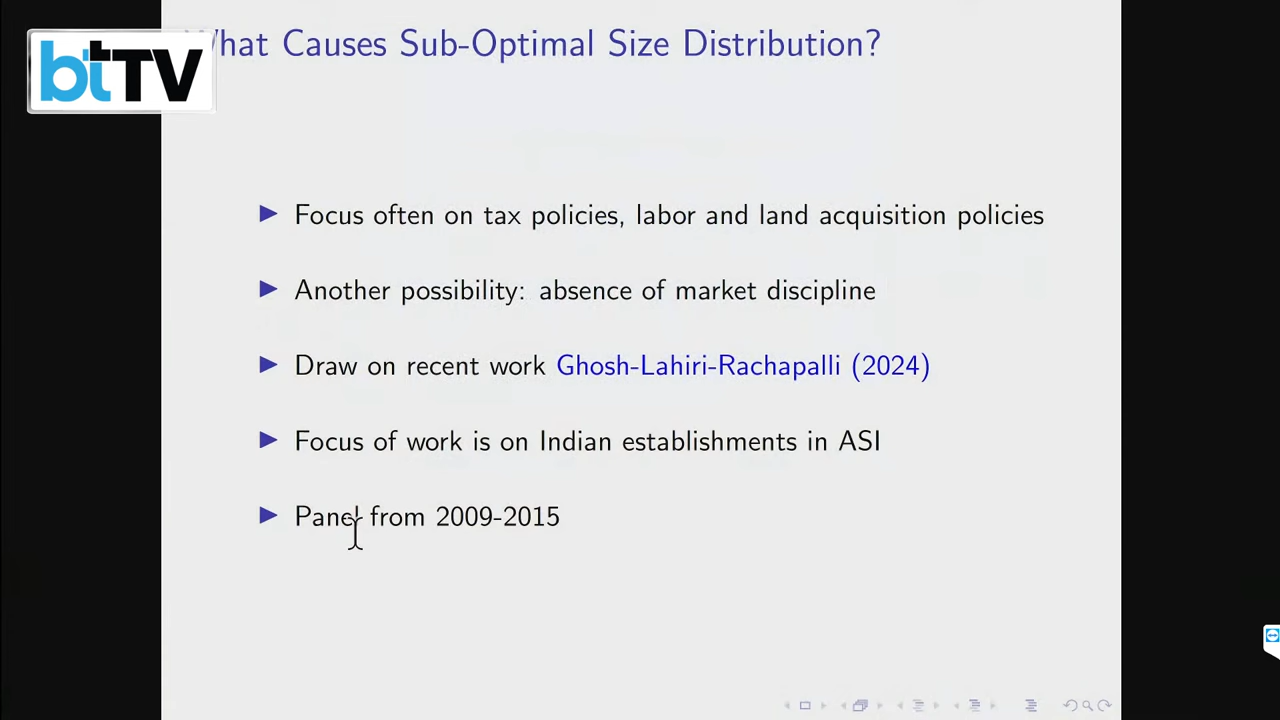 What Causes Sub-Optimal Size Distribution?
btTV
Focus often on tax policies, labor and land acquisition policies
Another possibility: absence of market discipline
Draw on recent work Ghosh-Lahiri-Rachapalli (2024)
Focus of work is on Indian establishments in ASI
Panel from 2009-2015